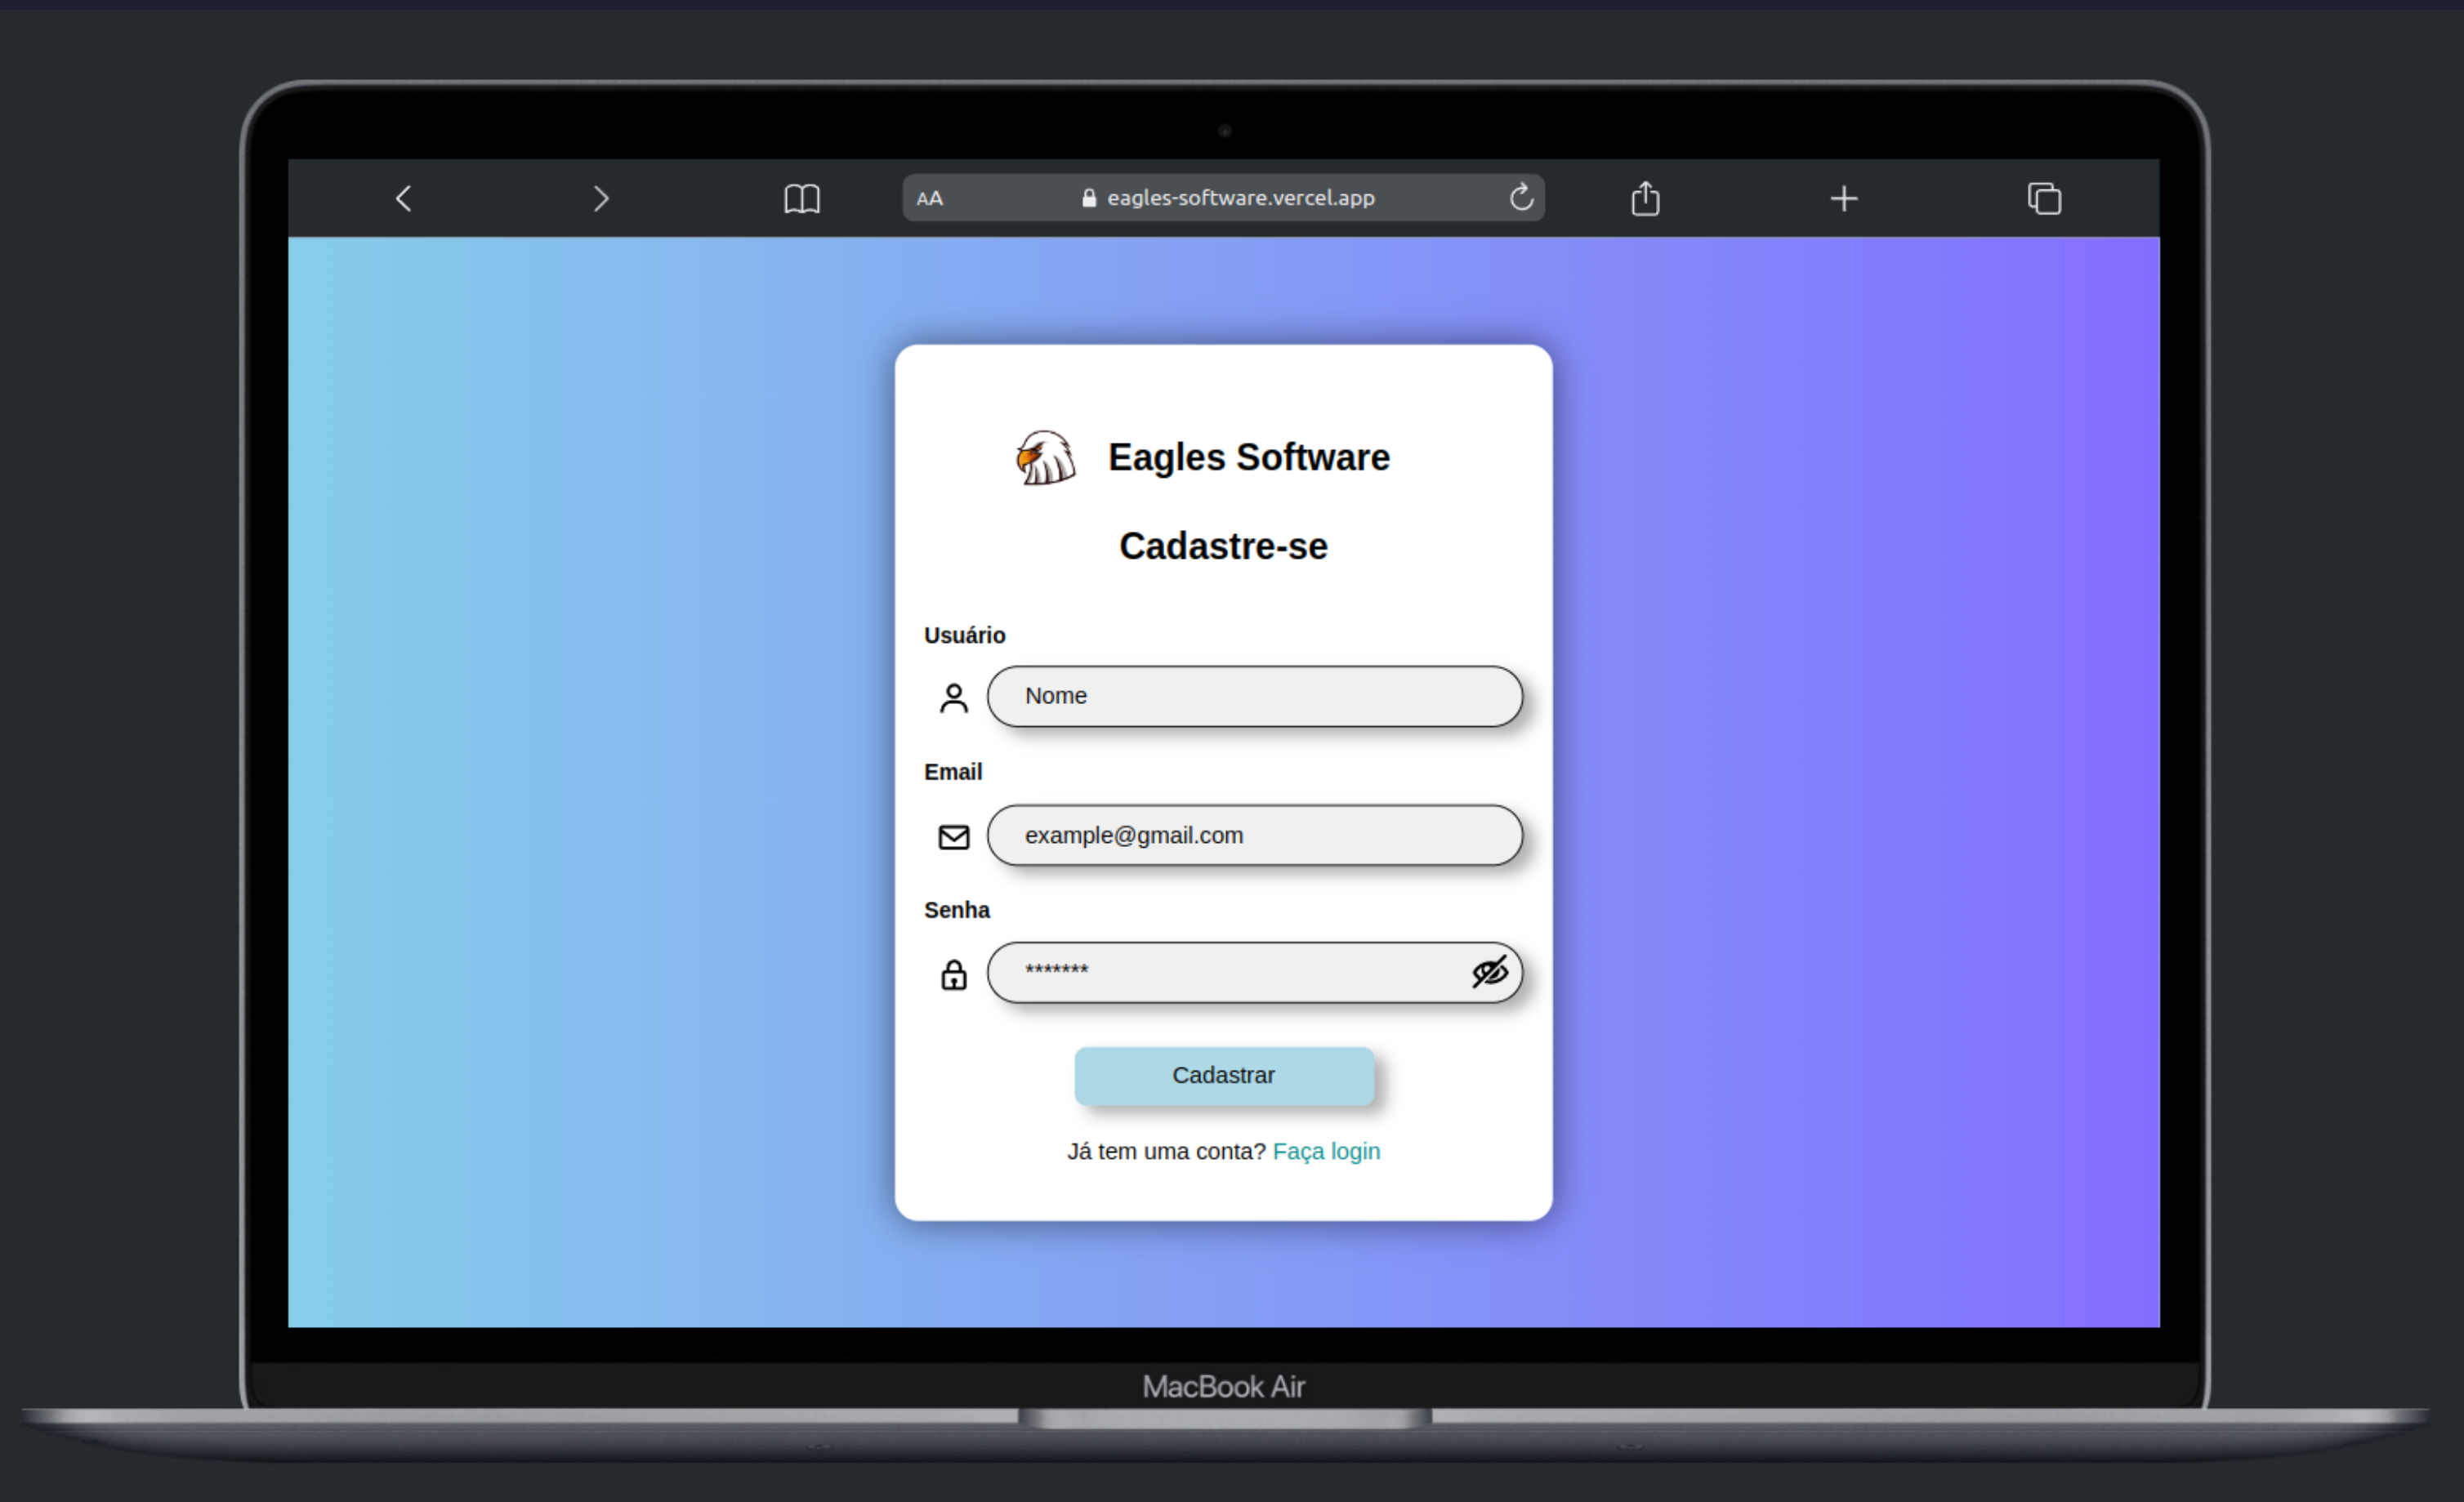 AA
eagles-software.vercel.app
Eagles Software
Cadastre-se
Usuário
Nome
Email
example@gmail.com
Senha
*******
Cadastrar
Já tem uma conta? Faça login
MacBook Air